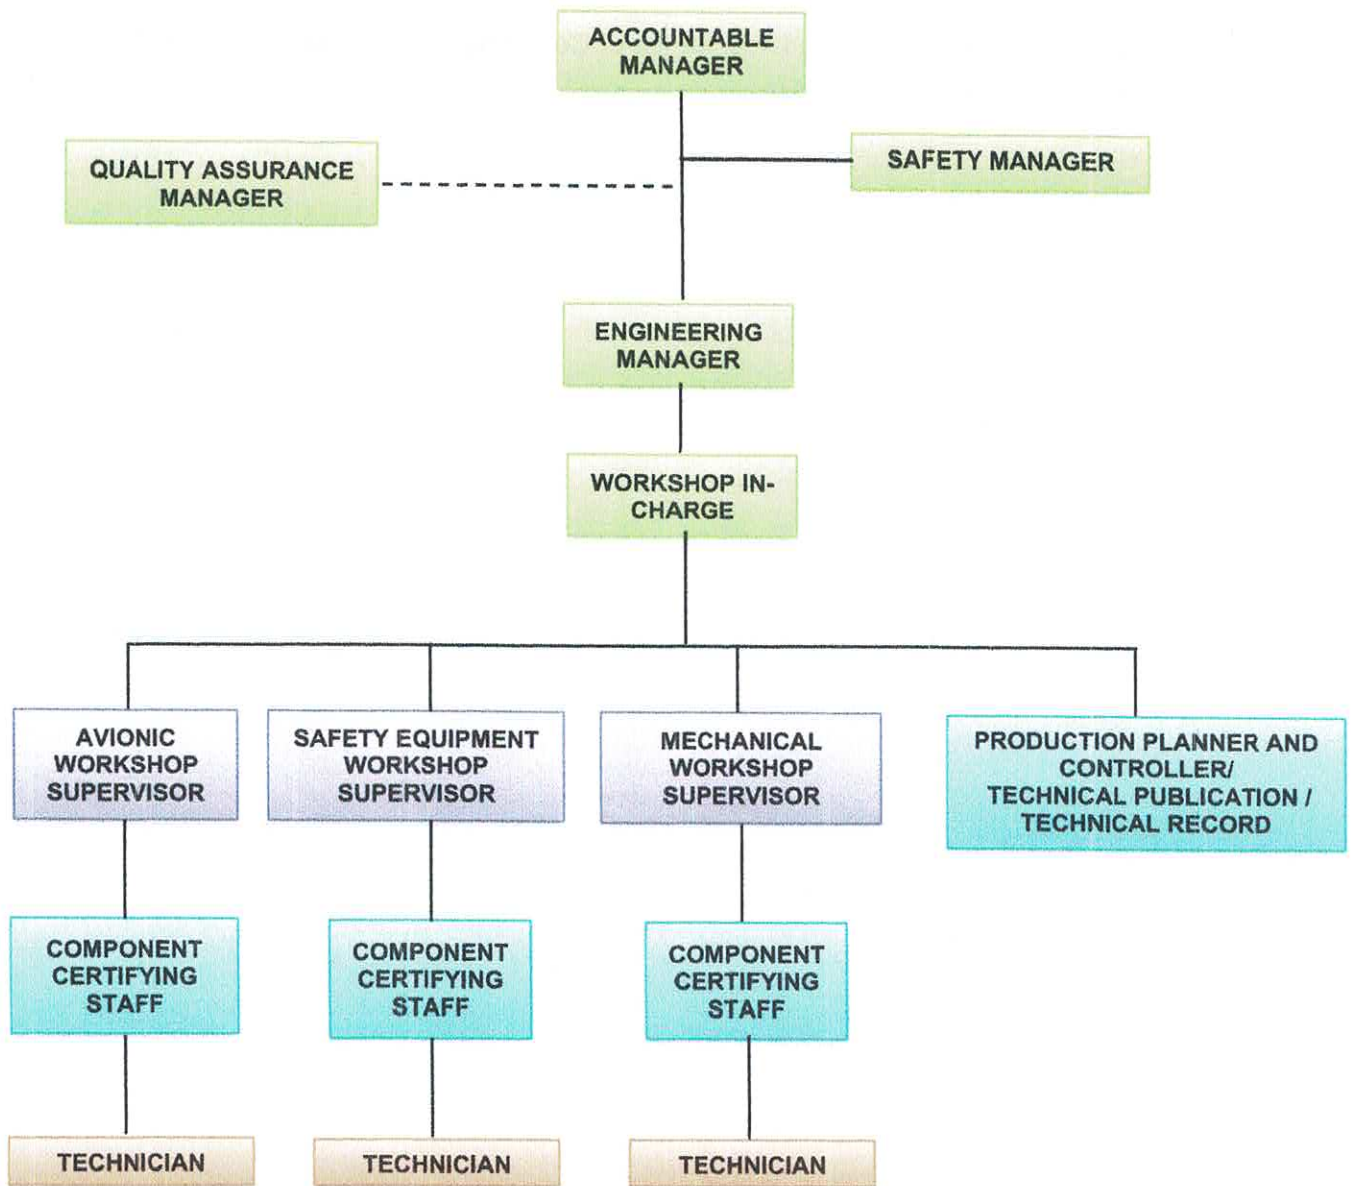 ACCOUNTABLE
MANAGER
QUALITY ASSURANCE
MANAGER
SAFETY MANAGER
ENGINEERING
MANAGER
WORKSHOP IN-
CHARGE
AVIONIC
WORKSHOP
SUPERVISOR
SAFETY EQUIPMENT
WORKSHOP
SUPERVISOR
MECHANICAL
WORKSHOP
SUPERVISOR
PRODUCTION PLANNER AND
CONTROLLER/
TECHNICAL PUBLICATION /
TECHNICAL RECORD
COMPONENT
CERTIFYING
STAFF
COMPONENT
CERTIFYING
STAFF
COMPONENT
CERTIFYING
STAFF
TECHNICIAN
TECHNICIAN
TECHNICIAN